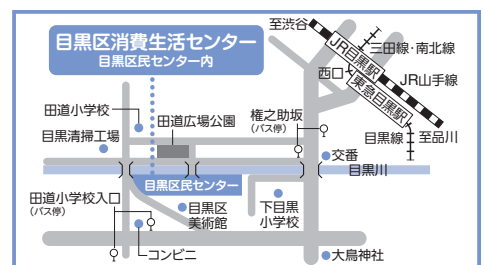 至渋谷
目黒区消費生活センター
目黒区民センター内
JR目黒駅
三田線・南北線
西口
東急目黒駅
JR山手線
田道小学校
田道広場公園
権之助坂
(バス停)
目黒清掃工場
目黒線
至品川
交番
目黒川
目黒区民センター
田道小学校入口
(バス停)
目黒区
美術館
下目黒
小学校
コンビニ
大鳥神社